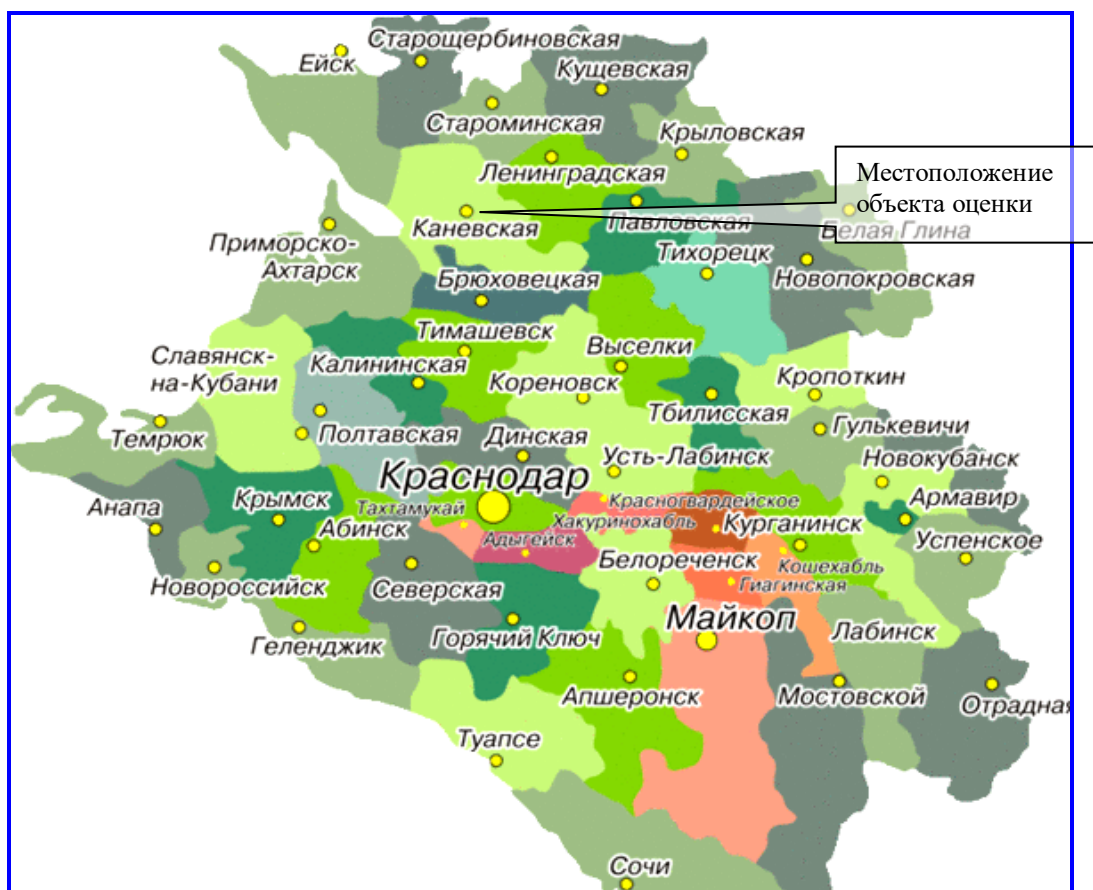 Старощербиновская
Ейск
Кущевская
Староминская
Крыловская
Ленинградская
Местоположение
объекта оценки
Каневская
Павловская
Белая Глина
Приморско-
Ахтарск
Тихорецк
Новопокровская
Брюховецкая
Тимашевск
Выселки
Славянск-
на-Кубани
Калининская
Кореновск
Кропоткин
Тбилисская
Темрюк
Полтавская
Динская
Гулькевичи
Усть-Лабинск
Новокубанск
Краснодар
Красногвардейское
Армавир
Анапа
Крымск
Тахтамукай
Хакуринохабль
Курганинск
Абинск
Адыгейск
Успенское
Белореченск
Кошехабль
Новороссийск
Северская
Гиагинская
Геленджик
Горячий Ключ
Майкоп
Лабинск
Апшеронск
Мостовской
Отрадная
Туапсе
Сочи